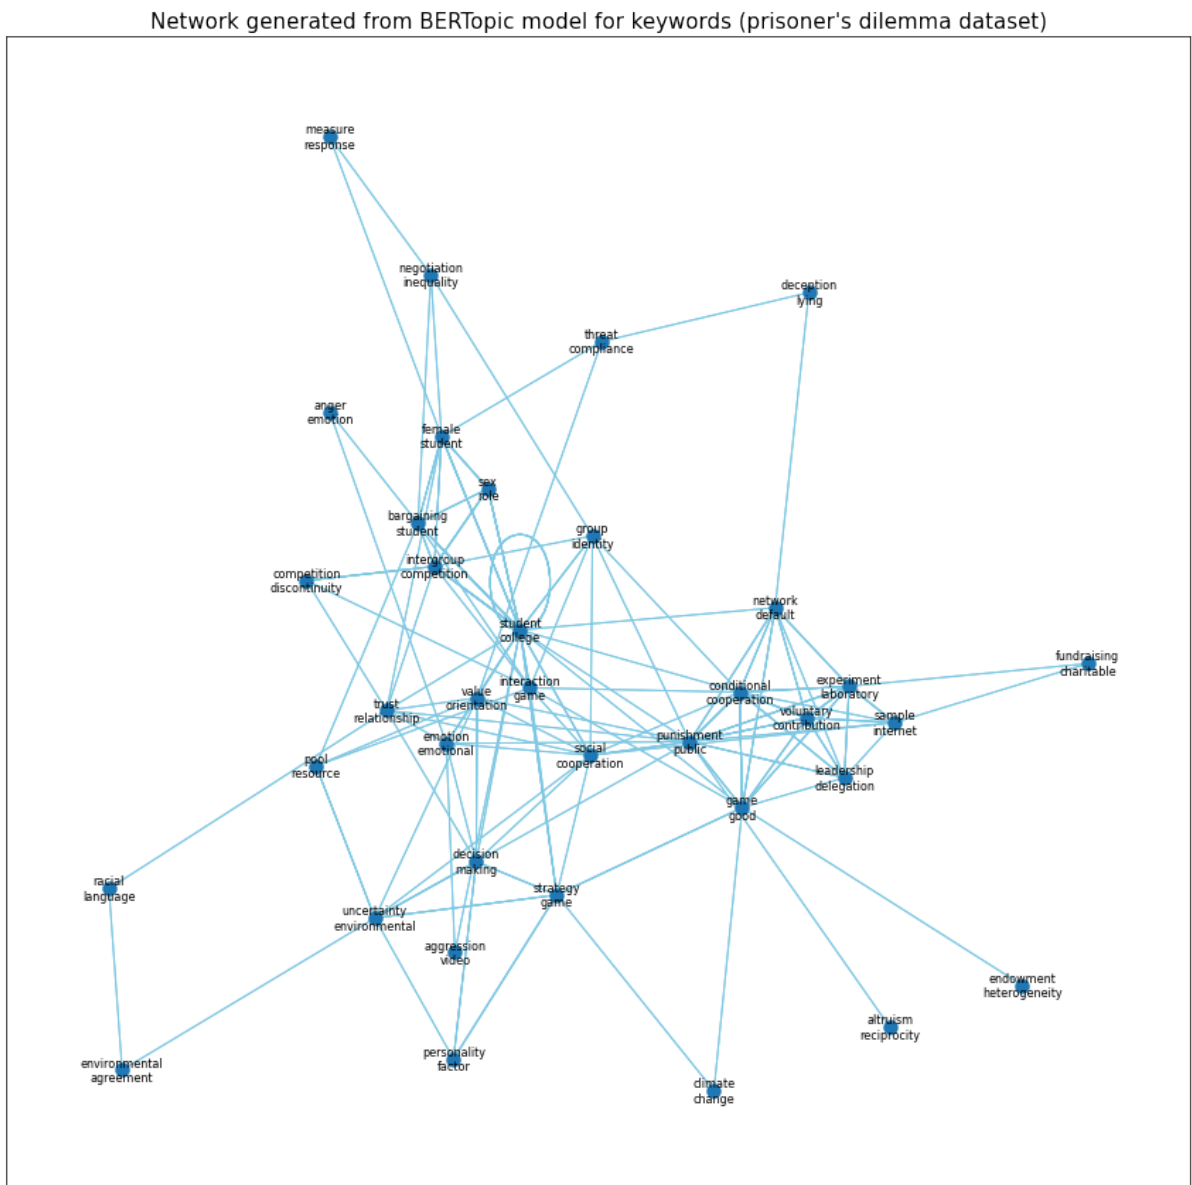 Network generated from BERTopic model for keywords (prisoner's dilemma dataset)
measure
response
negotiation
inequality
deception
lying
threat
compliance
anger
emotion
female
student
sex
role
bargaining
student
group
identity
intergroup
competition
competition
discontinuity
network
default
student
college
fundraising
charitable
interaction
game
value
orientation
conditional
cooperation
experiment
laboratory
trust
relationship
voluntary
contribution
sample
internet
emotion
emotional
punishment
public
social
cooperation
pool
resource
leadership
delegation
game
good
decision
making
racial
language
strategy
game
uncertainty
environmental
aggression
video
endowment
heterogeneity
altruism
reciprocity
personality
factor
environmental
agreement
climate
change